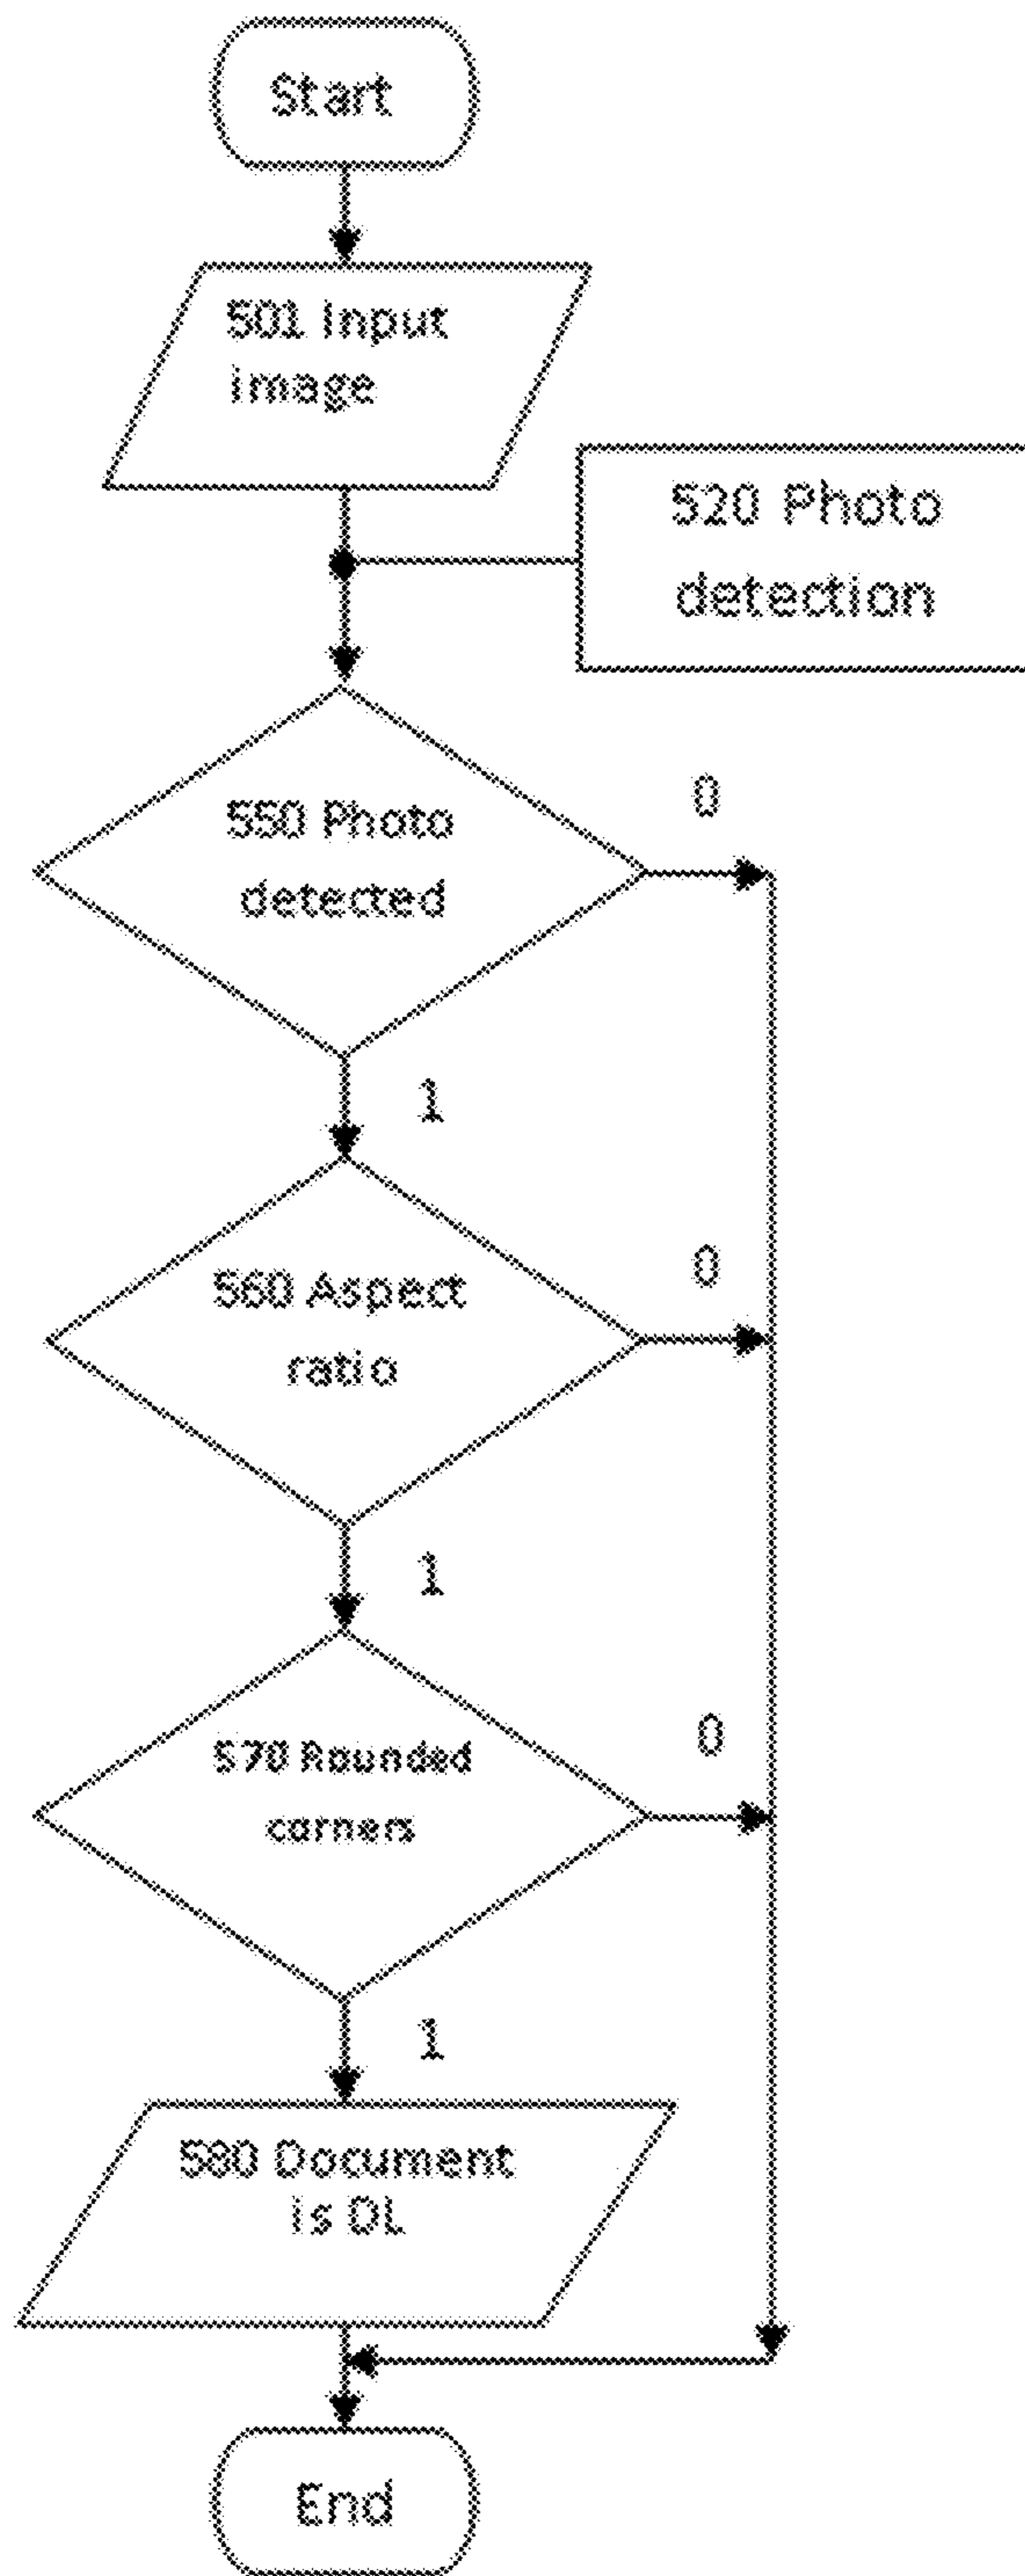 Start
501 Input
image
520 Photo
detection
550 Photo
detected
0
1
560 Aspect
ratio
0
1
570 Rounded
corners
0
1
580 Document
is DL
End